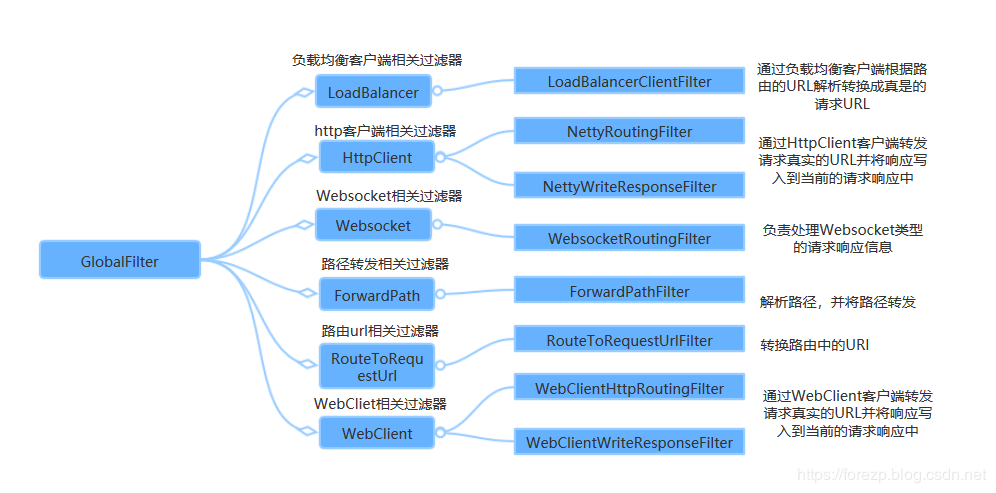 负载均衡客户端相关过滤器
LoadBalancer
LoadBalancerClientFilter
通过负载均衡客户端根据路
由的URL解析转换成真是的
请求URL
http客户端相关过滤器
HttpClient
NettyRoutingFilter
NettyWriteResponseFilter
通过HttpClient客户端转发
请求真实的URL并将响应写
入到当前的请求响应中
Websocket相关过滤器
Websocket
WebsocketRoutingFilter
负责处理Websocket类型
的请求响应信息
GlobalFilter
路径转发相关过滤器
ForwardPath
ForwardPathFilter
解析路径，并将路径转发
路由url相关过滤器
RouteToRequ
estUrl
RouteToRequestUrlFilter
转换路由中的URI
WebCliet相关过滤器
WebClient
WebClientHttpRoutingFilter
WebClientWriteResponseFilter
通过WebClient客户端转发
请求真实的URL并将响应写
入到当前的请求响应中
https://forezp.blog.csdn.net